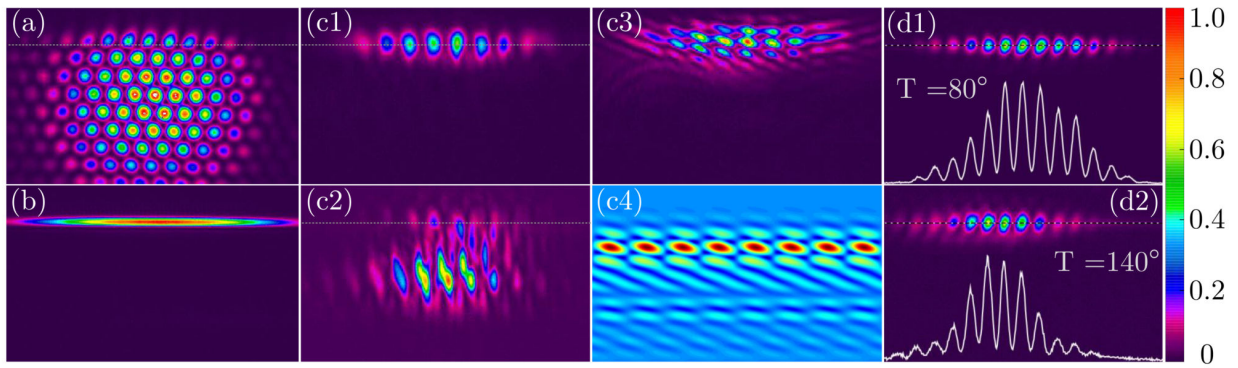 (a)
(c1)
(c3)
(d1)
T =80°
1.0
0.8
0.6
0.4
0.2
0
(b)
(c2)
(c4)
(d2)
T =140°